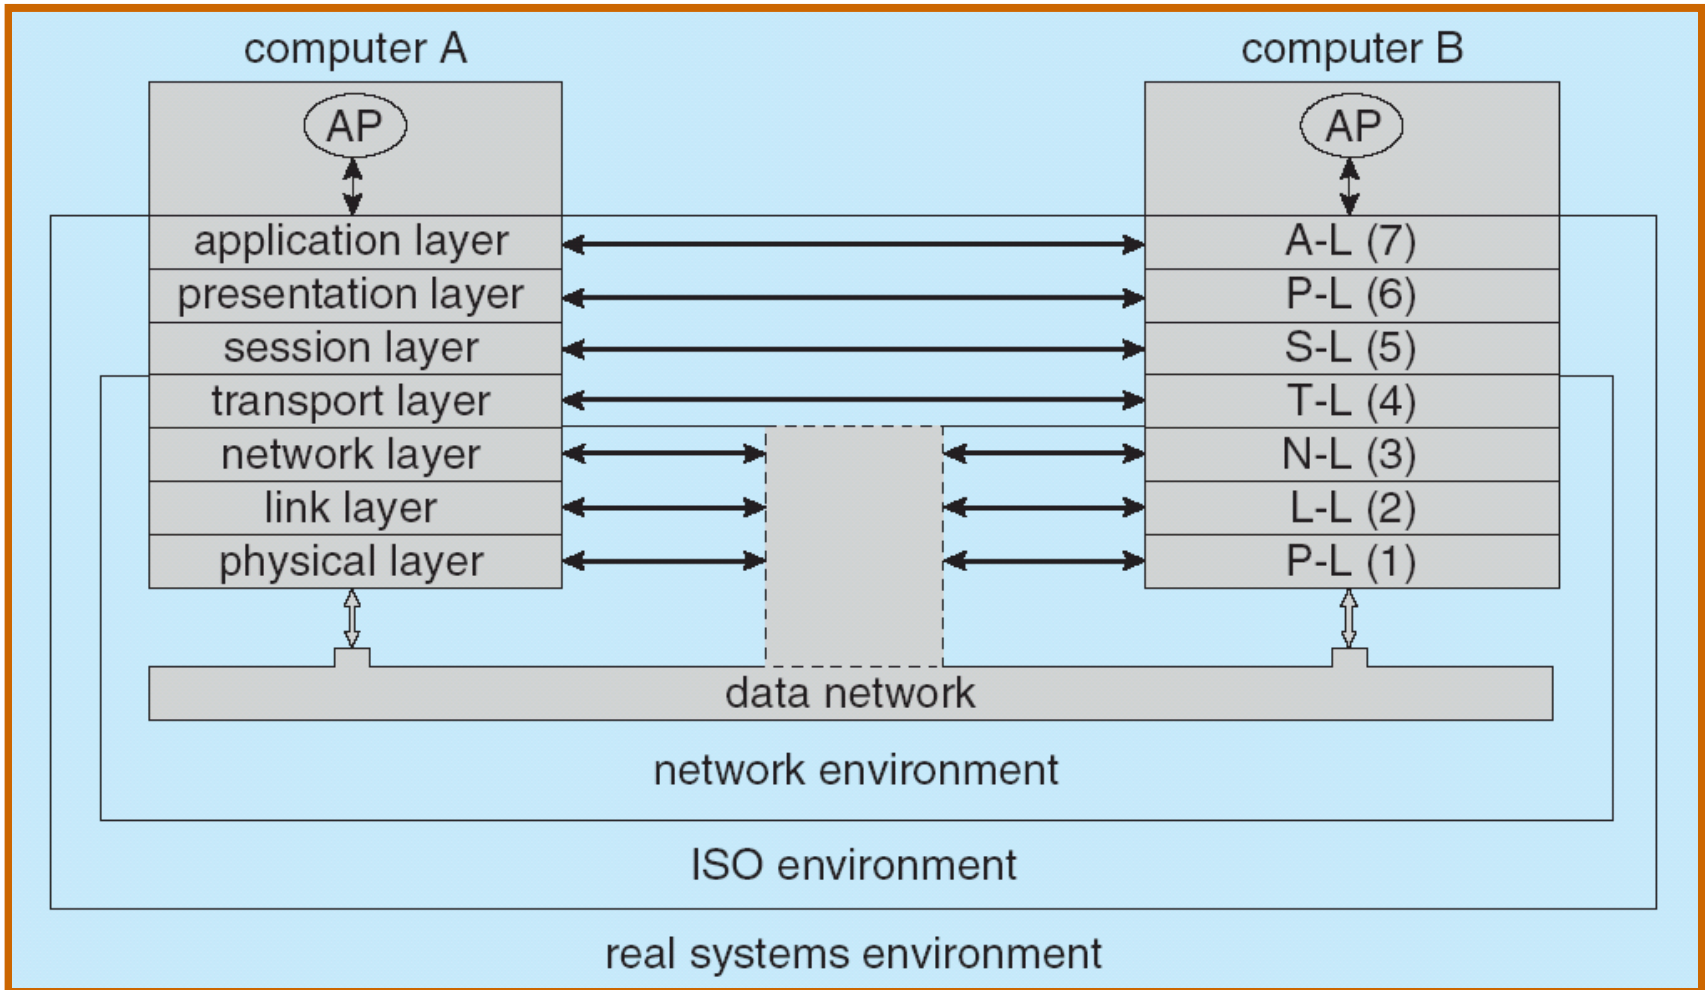 computer A
computer B
AP
AP
application layer
A-L (7)
presentation layer
P-L (6)
session layer
S-L (5)
transport layer
T-L (4)
network layer
N-L (3)
link layer
L-L (2)
physical layer
P-L (1)
data network
network environment
ISO environment
real systems environment